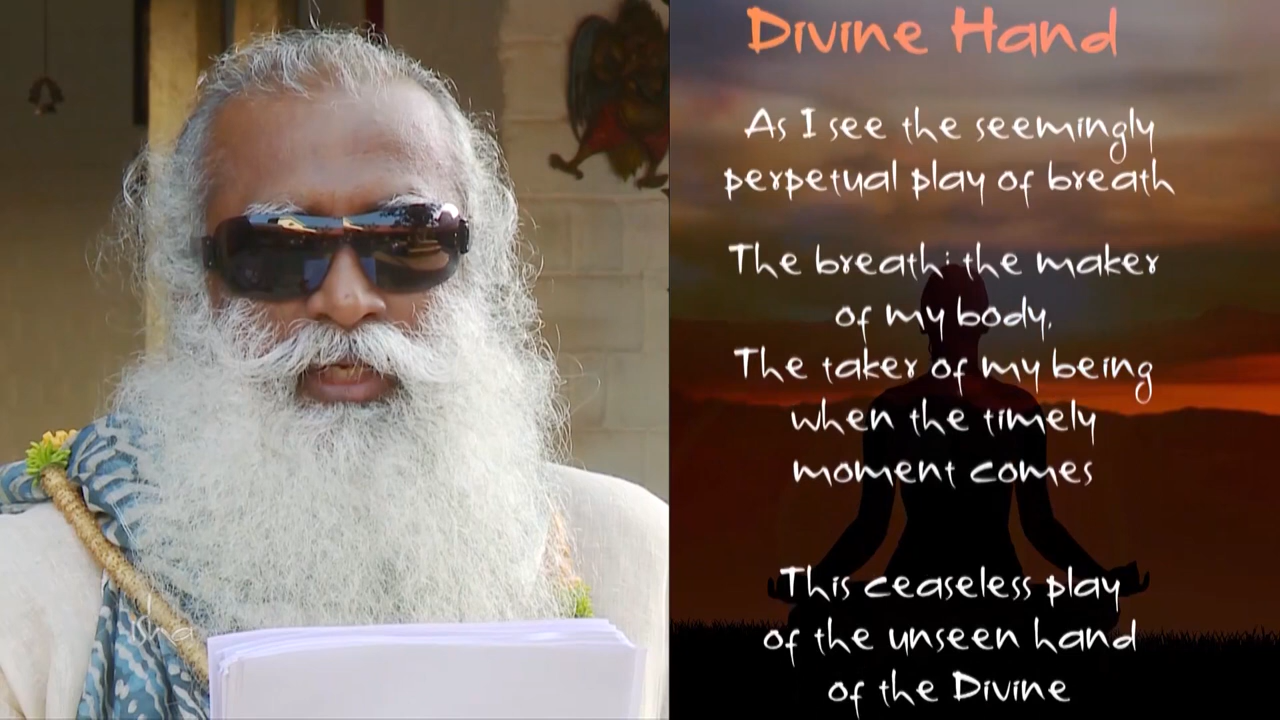 Divine Hand
As I see the seemingly
perpetual play of breath
The breath; the maker
of my body,
The taker of my being
when the timely
moment comes
This ceaseless play
of the unseen hand
of the Divine
Isha